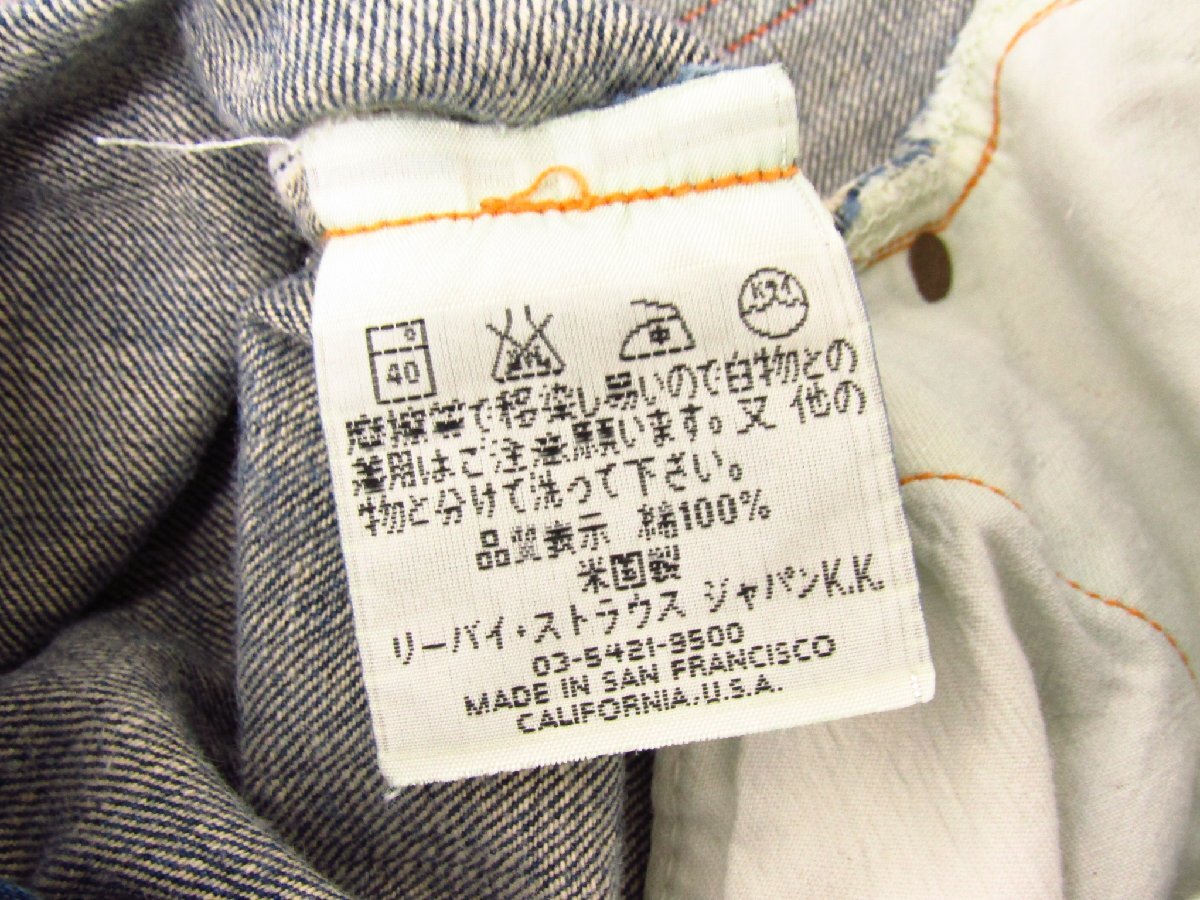 40
中
摩擦等で移染し易いので白物との
着用はご注意願います。又 他の
物と分けて洗って下さい。
品質表示 綿100%
米国製
リーバイ・ストラウス ジャパンK.K.
03-5421-9500
MADE IN SAN FRANCISCO
CALIFORNIA, U.S.A.